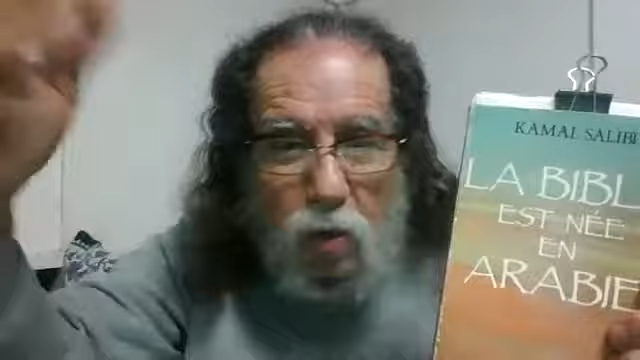 KAMAL SALIBI
LA BIBL
EST NÉE
EN
ARABIE